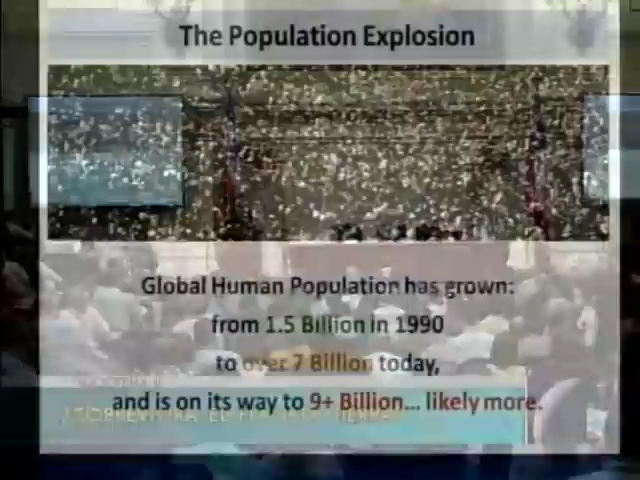 The Population Explosion
Global Human Population has grown:
from 1.5 Billion in 1990
to over 7 Billion today,
and is on its way to 9+ Billion... likely more.